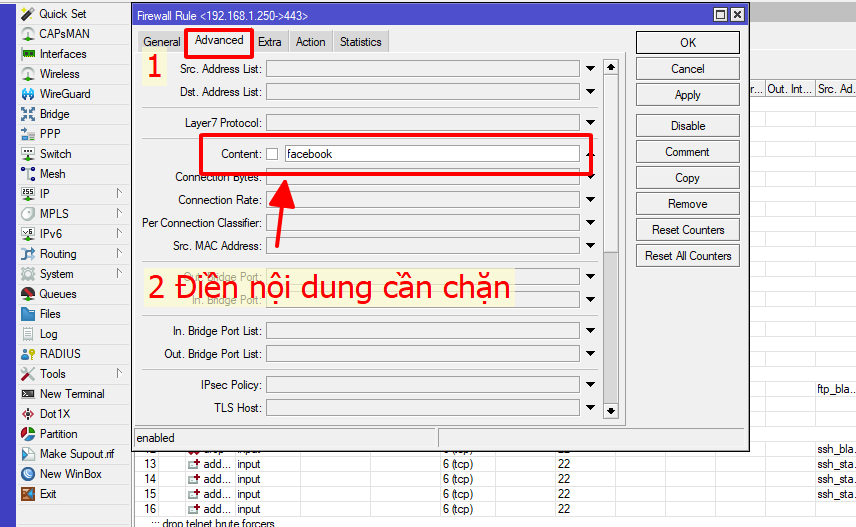 Quick Set
CAPsMAN
Interfaces
Wireless
WireGuard
Bridge
PPP
Switch
Mesh
IP
MPLS
IPv6
Routing
System
Queues
Files
Log
RADIUS
Tools
New Terminal
Dot1X
Partition
Make Supout.rif
New WinBox
Exit
Firewall Rule <192.168.1.250->443>
General Advanced Extra Action Statistics
1
Src. Address List:
Dst. Address List:
Layer7 Protocol:
Content: facebook
Connection Bytes:
Connection Rate:
Per Connection Classifier:
Src. MAC Address:
Out. Bridge Port:
2 Điền nội dung cần chặn
In. Bridge Port:
In. Bridge Port List:
Out. Bridge Port List:
IPsec Policy:
TLS Host:
enabled
OK
Cancel
Apply
Disable
Comment
Copy
Remove
Reset Counters
Reset All Counters
r... Out. Int... Src. Ad..
ftp_bla...
ssh_bla...
13 add... input 6 (tcp) 22 ssh_sta...
14 add... input 6 (tcp) 22 ssh_sta...
15 add... input 6 (tcp) 22 ssh_sta...
16 add... input 6 (tcp) 22
::: drop telnet brute forcers